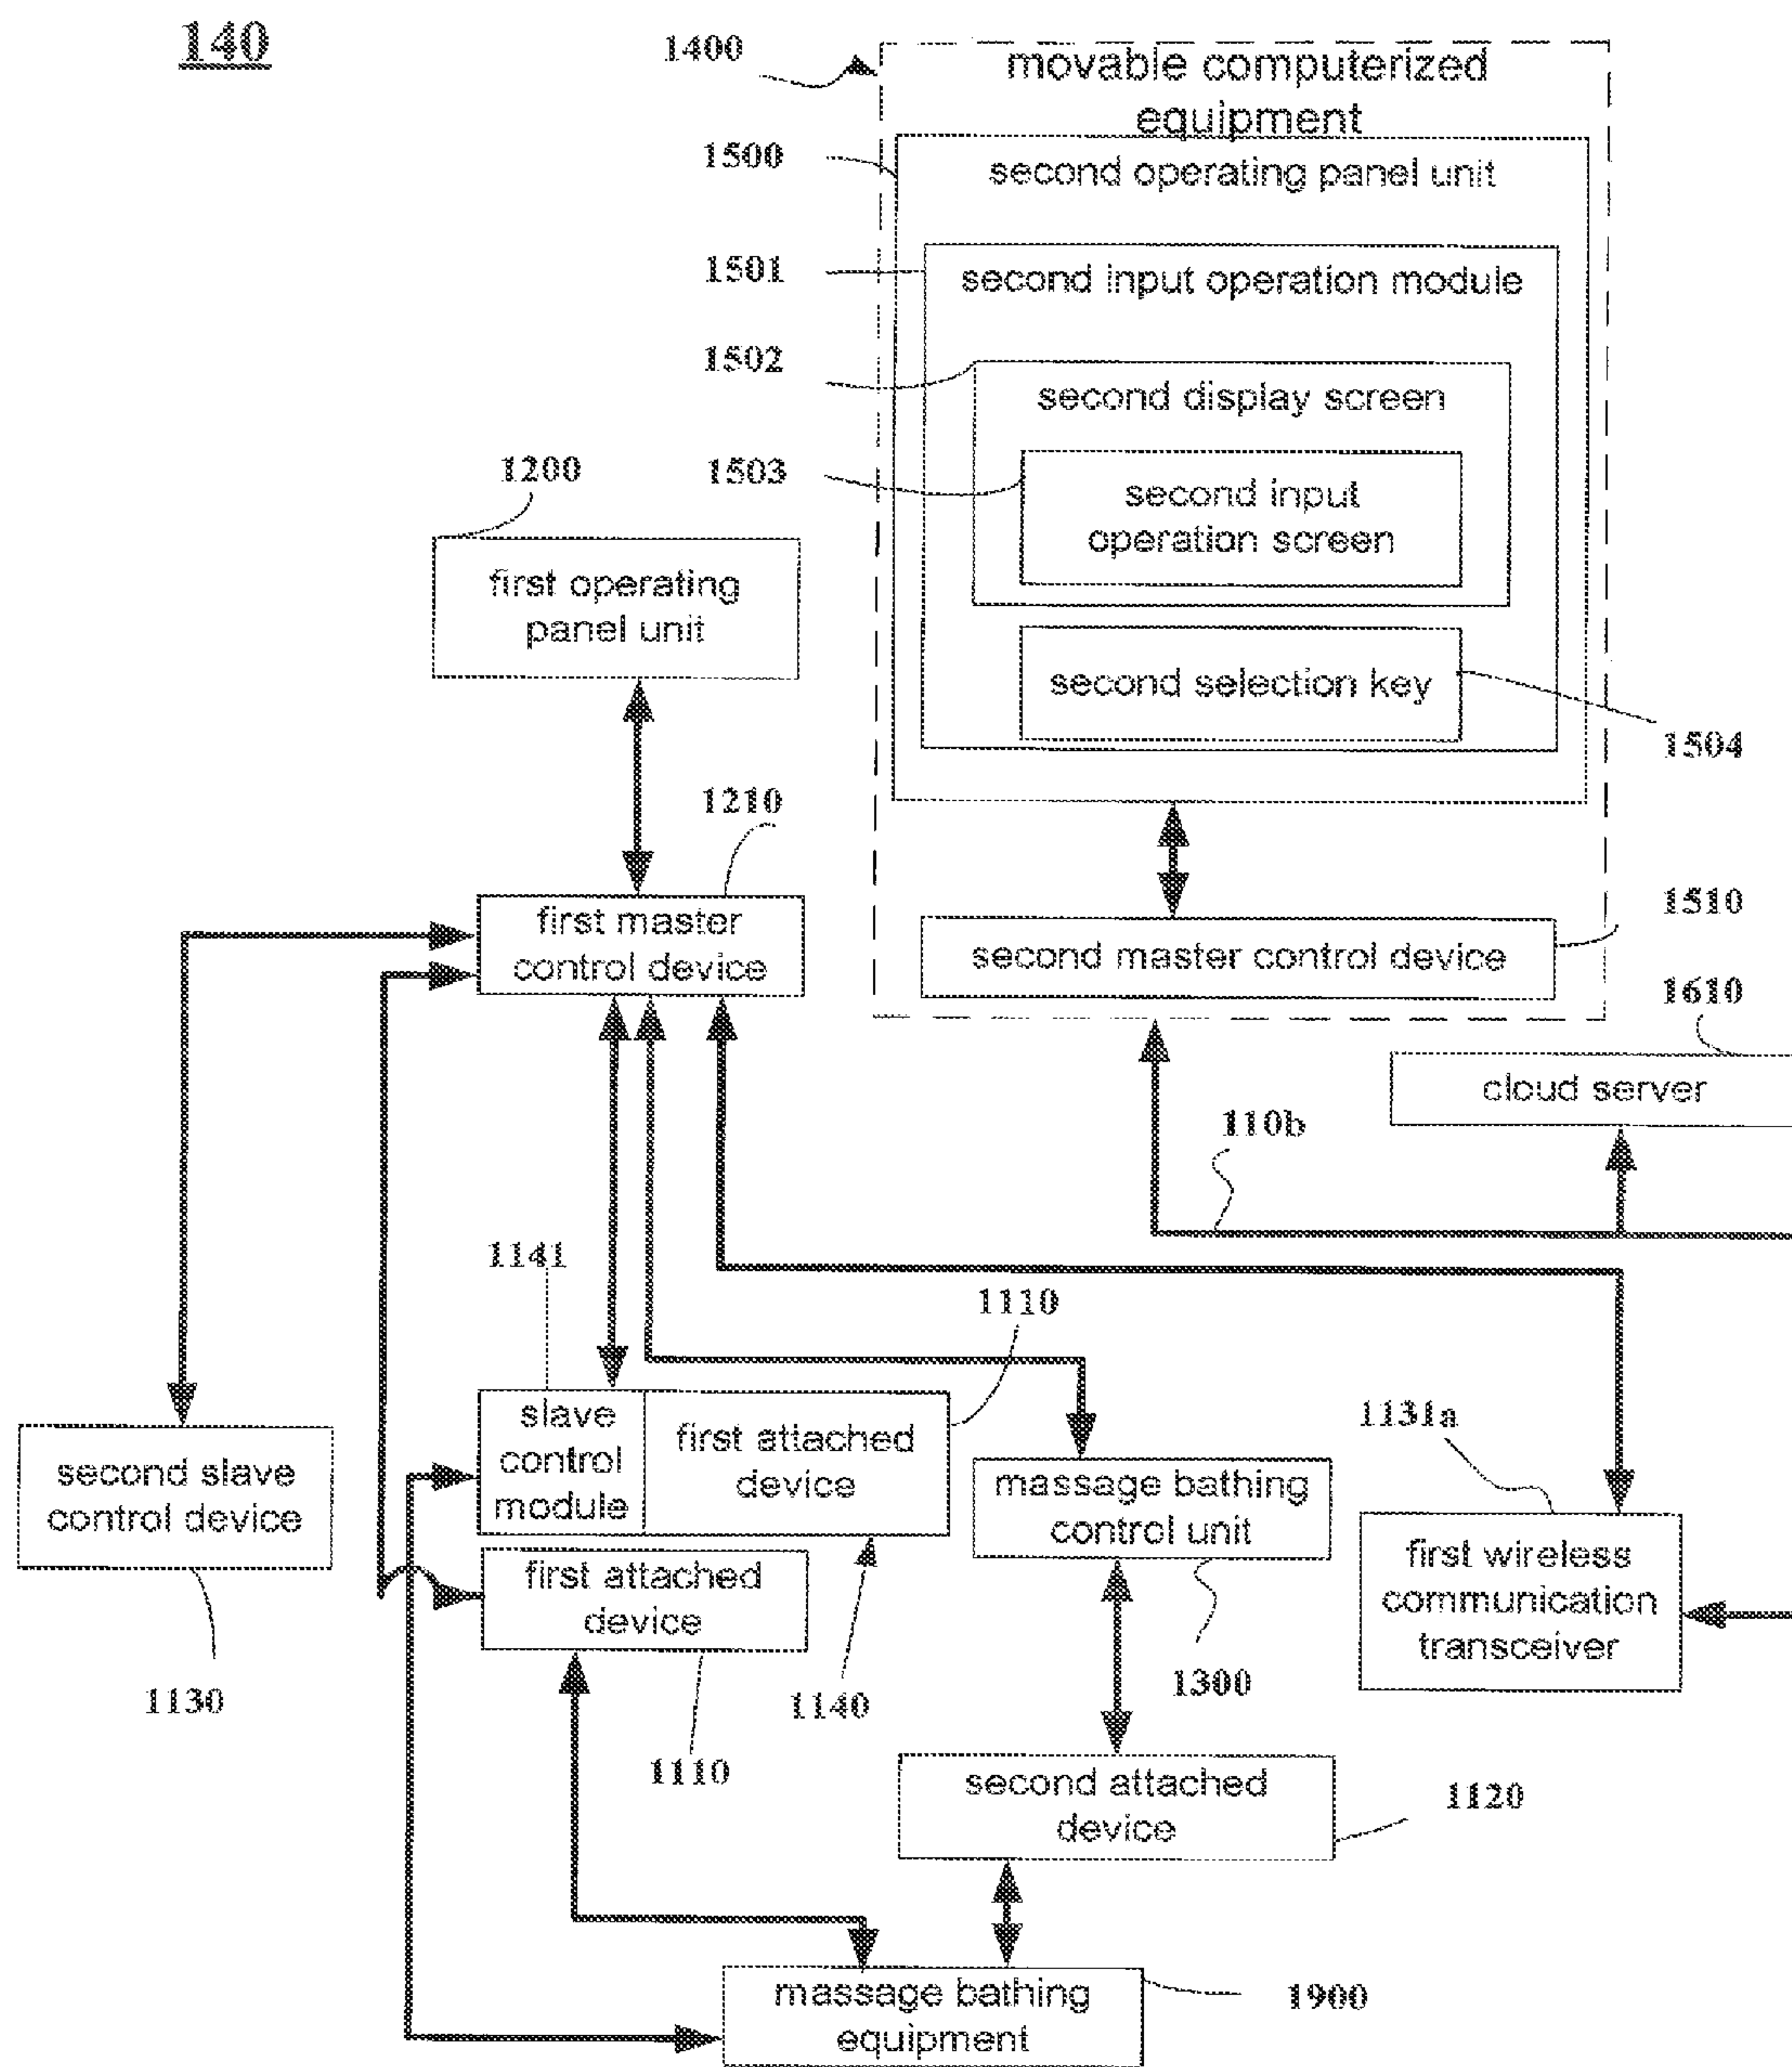 140
1400
movable computerized
equipment
1500
second operating panel unit
1501
second input operation module
1502
second display screen
1503
second input
operation screen
1200
first operating
panel unit
second selection key
1504
1210
first master
control device
1510
second master control device
1610
cloud server
110b
1141
1110
slave
control
module
first attached
device
1131a
second slave
control device
massage bathing
control unit
first wireless
communication
transceiver
first attached
device
1130
1140
1300
1110
second attached
device
1120
massage bathing
equipment
1900